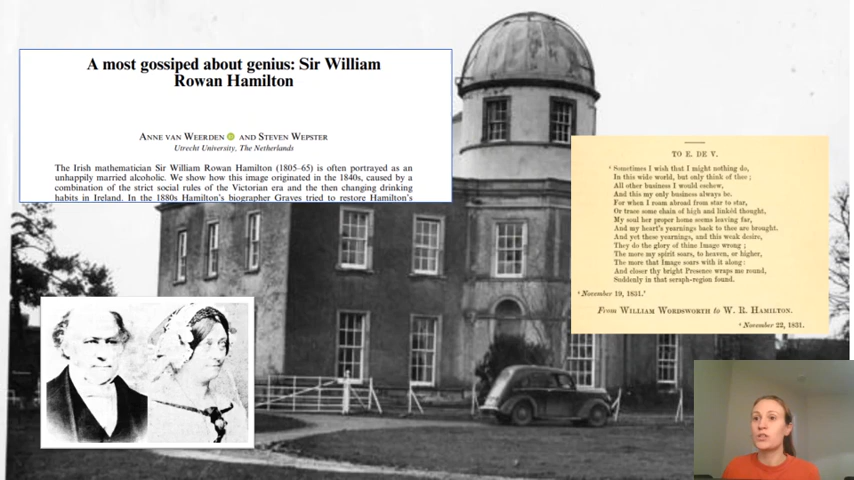 A most gossiped about genius: Sir William
Rowan Hamilton
ANNE VAN WEERDEN AND STEVEN WEPSTER
Utrecht University, The Netherlands
The Irish mathematician Sir William Rowan Hamilton (1805–65) is often portrayed as an
unhappily married alcoholic. We show how this image originated in the 1840s, caused by a
combination of the strict social rules of the Victorian era and the then changing drinking
habits in Ireland. In the 1880s Hamilton's biographer Graves tried to restore Hamilton's
TO E. DE V.
‘ Sometimes I wish that I might nothing do,
In this wide world, but only think of thee ;
All other business I would eschew,
And this my only business always be.
For when I roam abroad from star to star,
Or trace some chain of high and linkèd thought,
My soul her proper home seems leaving far,
And my heart's yearnings back to thee are brought.
And yet these yearnings, and this weak desire,
They do the glory of thine Image wrong ;
The more my spirit soars, to heaven, or higher,
The more that Image soars with it along :
And closer thy bright Presence wraps me round,
Suddenly in that seraph-region found.
‘ November 19, 1831.’
From WILLIAM WORDSWORTH to W. R. HAMILTON.
‘ November 22, 1831.